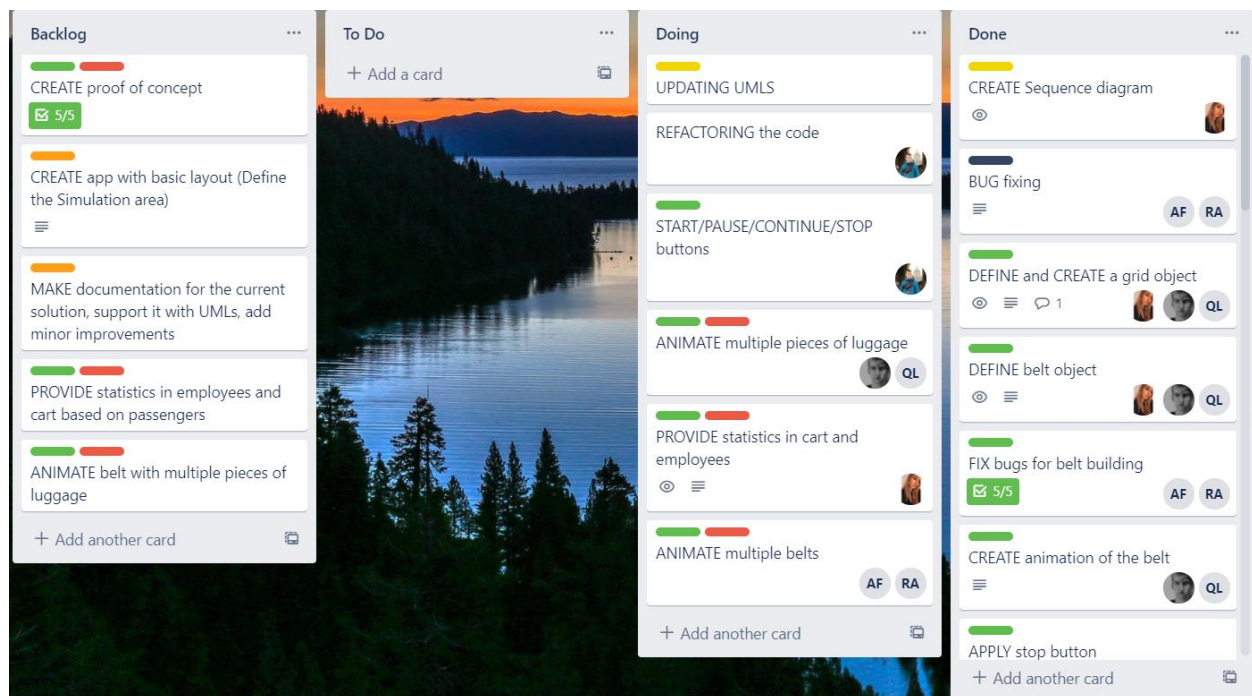 Backlog
CREATE proof of concept
5/5
CREATE app with basic layout (Define
the Simulation area)
MAKE documentation for the current
solution, support it with UMLs, add
minor improvements
PROVIDE statistics in employees and
cart based on passengers
ANIMATE belt with multiple pieces of
luggage
+ Add another card
To Do
+ Add a card
Doing
UPDATING UMLS
REFACTORING the code
START/PAUSE/CONTINUE/STOP
buttons
ANIMATE multiple pieces of luggage
QL
PROVIDE statistics in cart and
employees
ANIMATE multiple belts
AF RA
+ Add another card
Done
CREATE Sequence diagram
BUG fixing
AF RA
DEFINE and CREATE a grid object
1 QL
DEFINE belt object
QL
FIX bugs for belt building
5/5 AF RA
CREATE animation of the belt
QL
APPLY stop button
+ Add another card